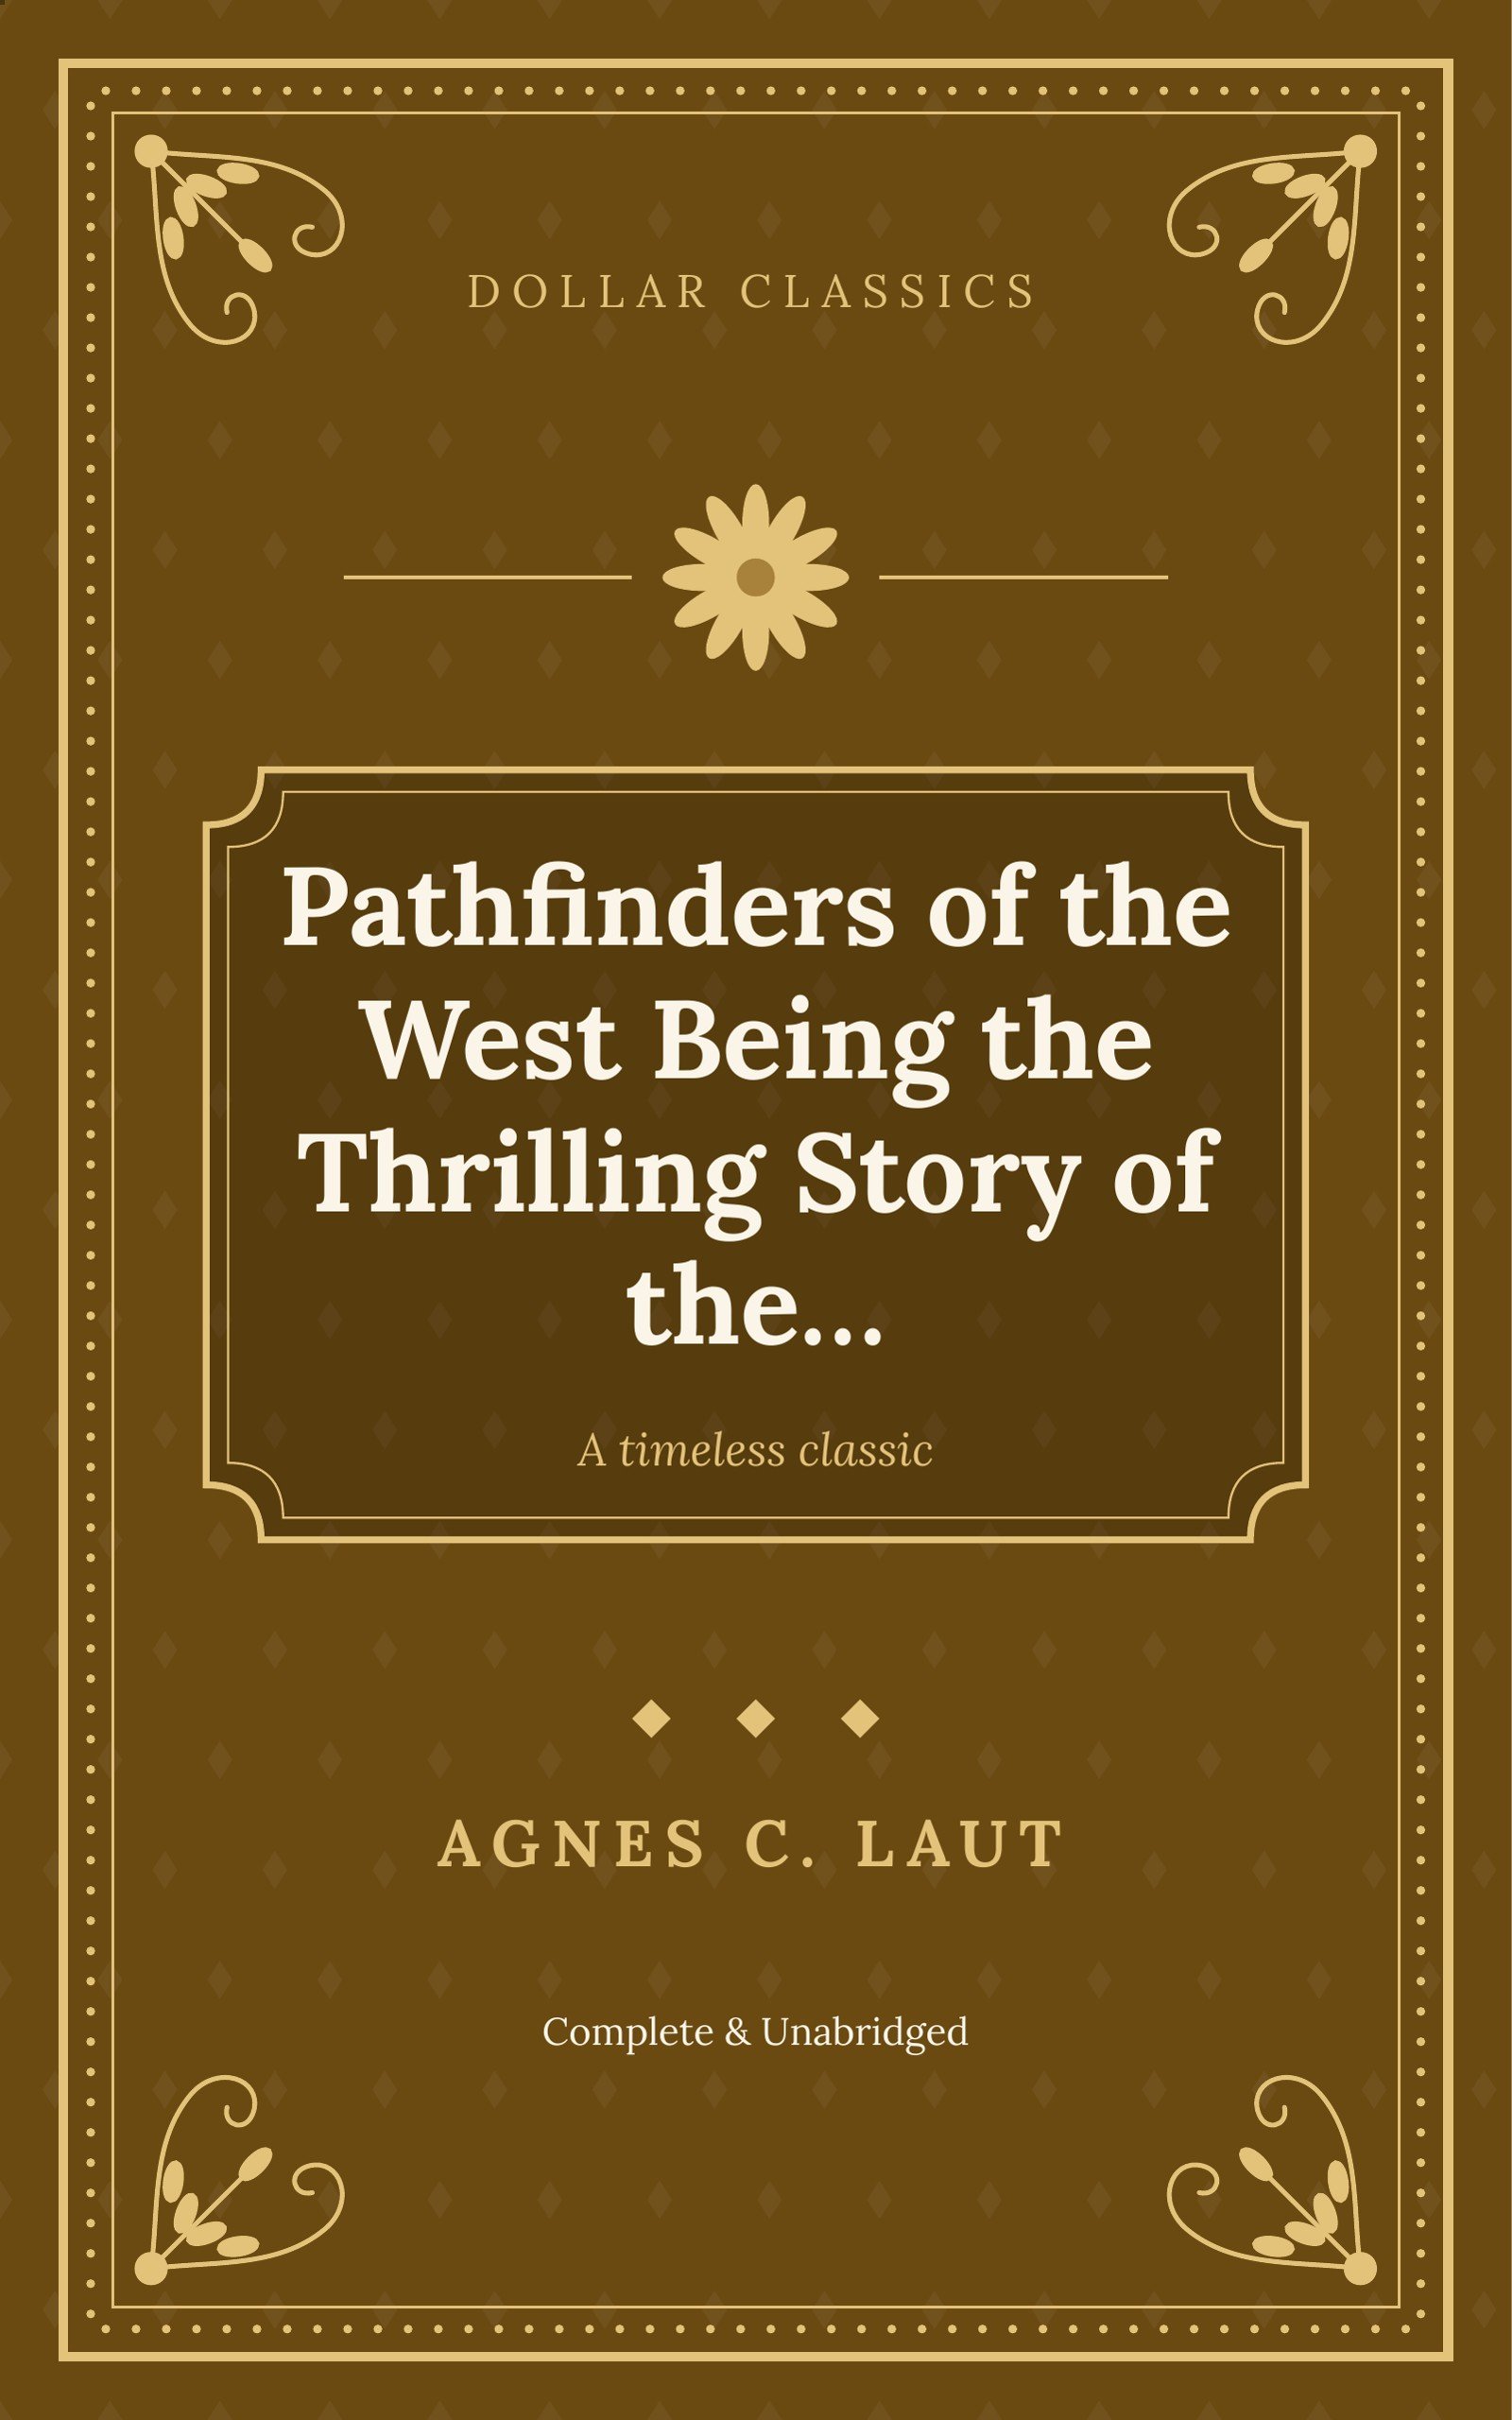 DOLLAR CLASSICS
Pathfinders of the
West Being the
Thrilling Story of
the...
A timeless classic
AGNES C. LAUT
Complete & Unabridged